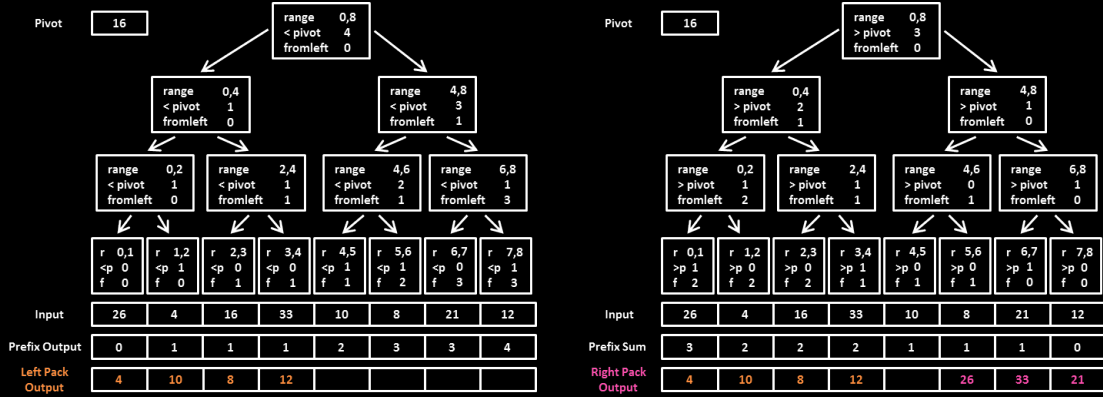 Pivot 16
range 0,8
< pivot 4
fromleft 0
range 0,4
< pivot 1
fromleft 0
range 4,8
< pivot 3
fromleft 1
range 0,2
< pivot 1
fromleft 0
range 2,4
< pivot 1
fromleft 1
range 4,6
< pivot 2
fromleft 1
range 6,8
< pivot 1
fromleft 3
r 0,1
<p 0
f 0
r 1,2
<p 1
f 0
r 2,3
<p 0
f 1
r 3,4
<p 0
f 1
r 4,5
<p 1
f 1
r 5,6
<p 1
f 2
r 6,7
<p 0
f 3
r 7,8
<p 1
f 3
Input 26 4 16 33 10 8 21 12
Prefix Output 0 1 1 1 2 3 3 4
Left Pack
Output 4 10 8 12
Pivot 16
range 0,8
> pivot 3
fromleft 0
range 0,4
> pivot 2
fromleft 1
range 4,8
> pivot 1
fromleft 0
range 0,2
> pivot 1
fromleft 2
range 2,4
> pivot 1
fromleft 1
range 4,6
> pivot 0
fromleft 1
range 6,8
> pivot 1
fromleft 0
r 0,1
>p 1
f 2
r 1,2
>p 0
f 2
r 2,3
>p 0
f 2
r 3,4
>p 1
f 1
r 4,5
>p 0
f 1
r 5,6
>p 0
f 1
r 6,7
>p 1
f 0
r 7,8
>p 0
f 0
Input 26 4 16 33 10 8 21 12
Prefix Sum 3 2 2 2 1 1 1 0
Right Pack
Output 4 10 8 12 26 33 21